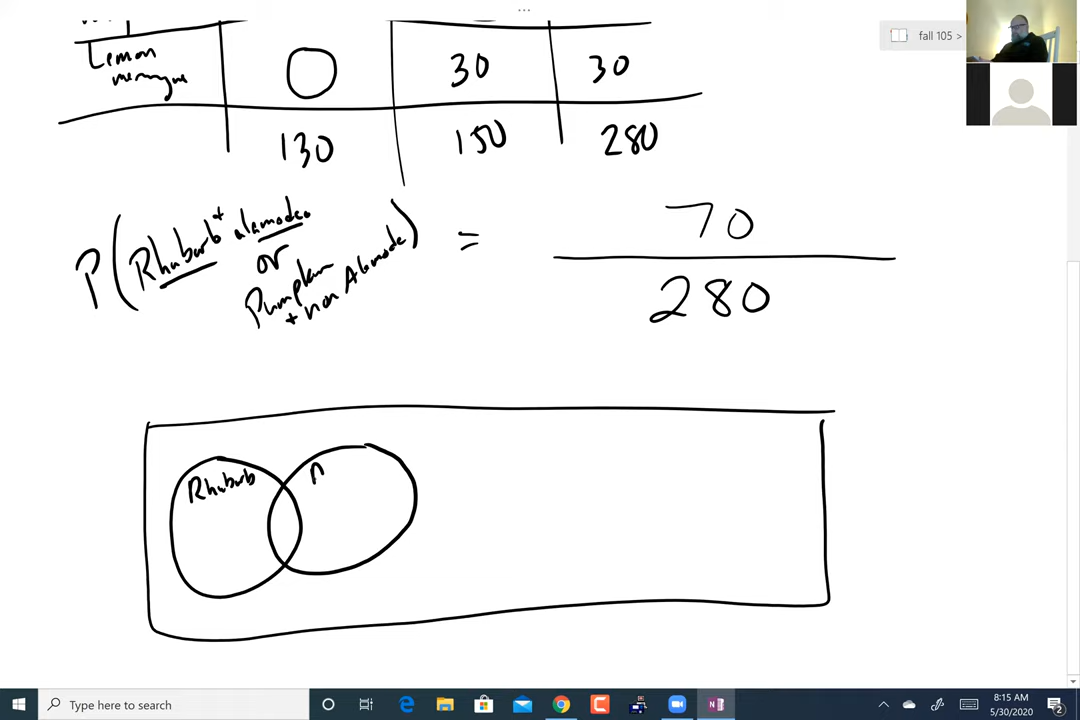 fall 105 >
Lemon
meringue
0 30 30
130 150 280
P(Rhubarb + alamode
or
Pumpkin
+ non Alamode) = 70
280
Rhubarb
Type here to search
8:15 AM
5/30/2020
2